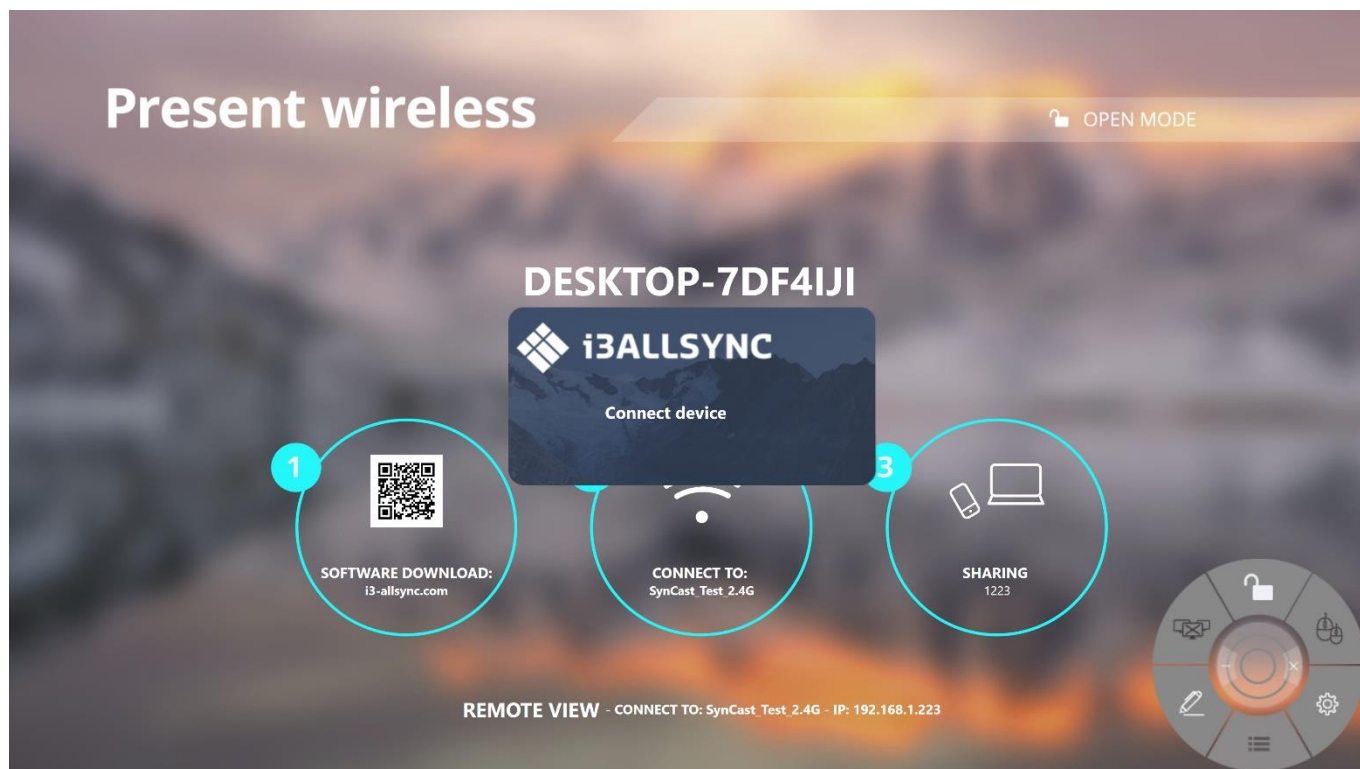 Present wireless
OPEN MODE
DESKTOP-7DF4IJI
i3ALLSYNC
Connect device
1
3
SOFTWARE DOWNLOAD:
i3-allsync.com
CONNECT TO:
SynCast_Test_2.4G
SHARING
1223
REMOTE VIEW - CONNECT TO: SynCast_Test_2.4G - IP: 192.168.1.223